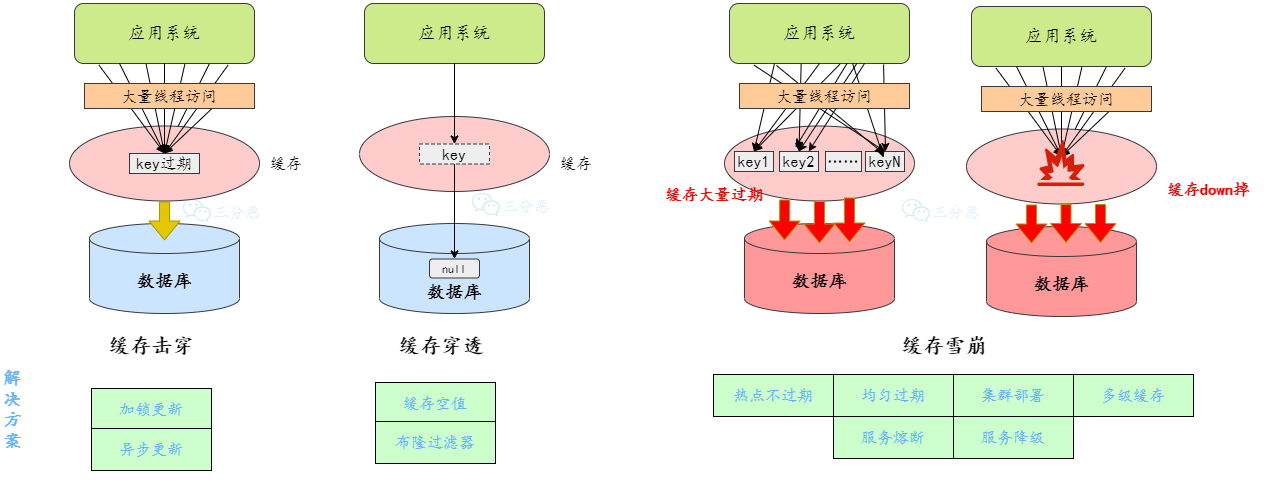 应用系统
大量线程访问
key过期
缓存
三分恶
数据库
缓存击穿
应用系统
key
缓存
三分恶
null
数据库
缓存穿透
应用系统
大量线程访问
key1 key2 …… keyN
缓存大量过期
数据库
应用系统
大量线程访问
缓存down掉
三分恶
数据库
缓存雪崩
解决方案
加锁更新
异步更新
缓存空值
布隆过滤器
热点不过期 均匀过期 集群部署 多级缓存
服务熔断 服务降级